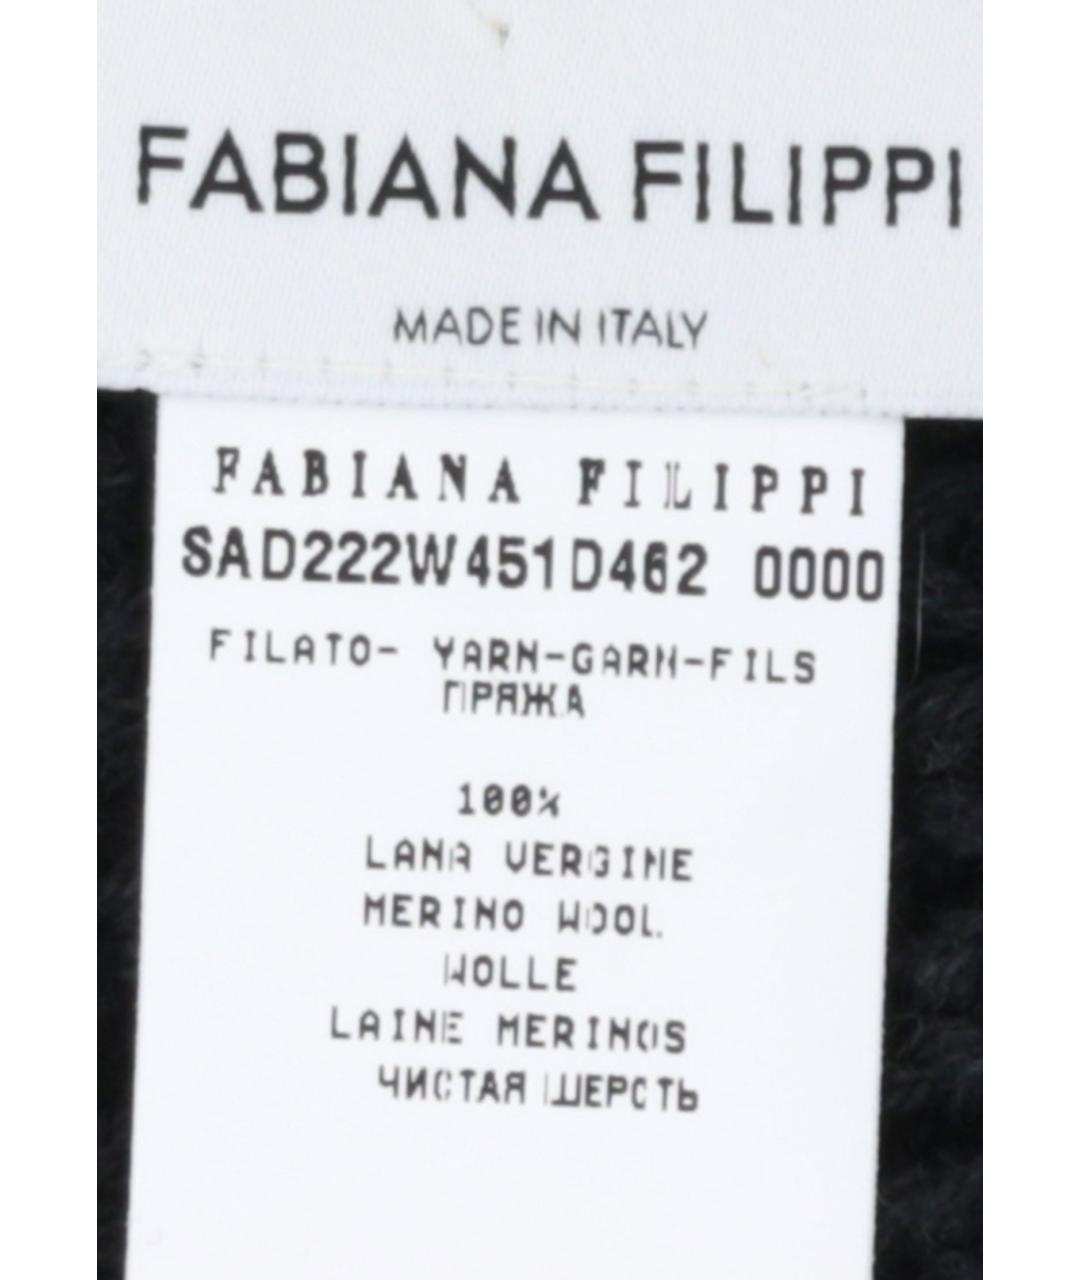 FABIANA FILIPPI
MADE IN ITALY
FABIANA FILIPPI
SAD222W451D462 0000
FILATO- YARN-GARN-FILS
ПРЯЖА
100%
LANA VERGINE
MERINO WOOL
WOLLE
LAINE MERINOS
ЧИСТАЯ ШЕРСТЬ